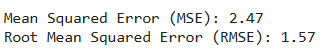 Mean Squared Error (MSE): 2.47
Root Mean Squared Error (RMSE): 1.57